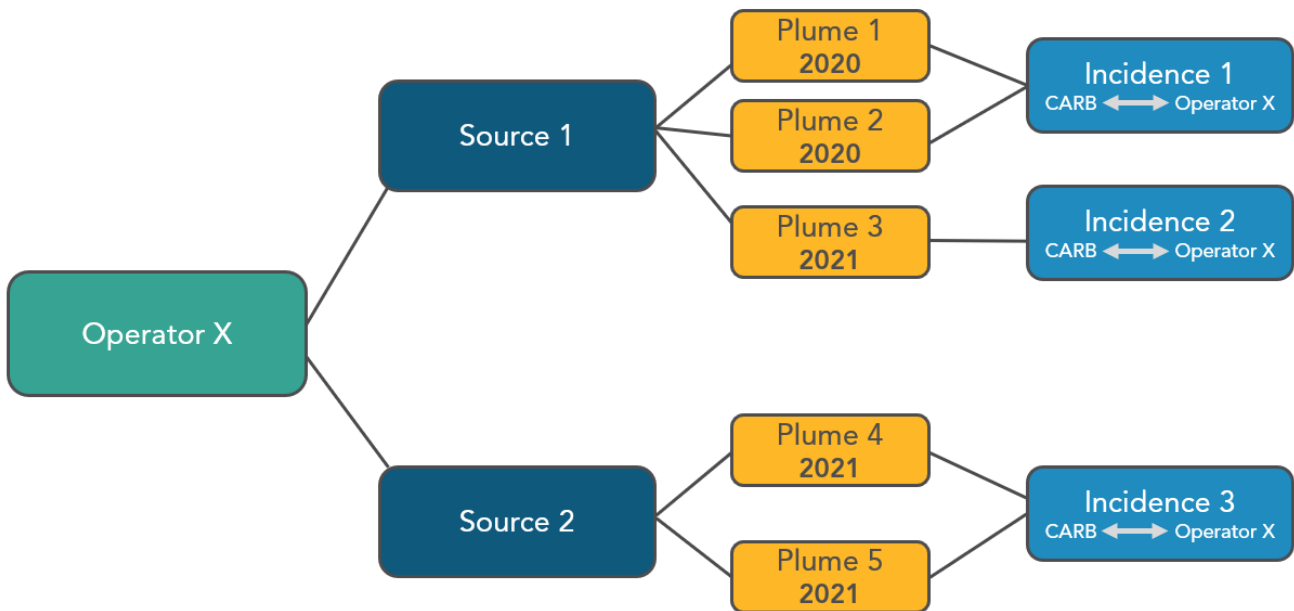 Operator X
Source 1
Source 2
Plume 1
2020
Plume 2
2020
Plume 3
2021
Plume 4
2021
Plume 5
2021
Incidence 1
CARB Operator X
Incidence 2
CARB Operator X
Incidence 3
CARB Operator X